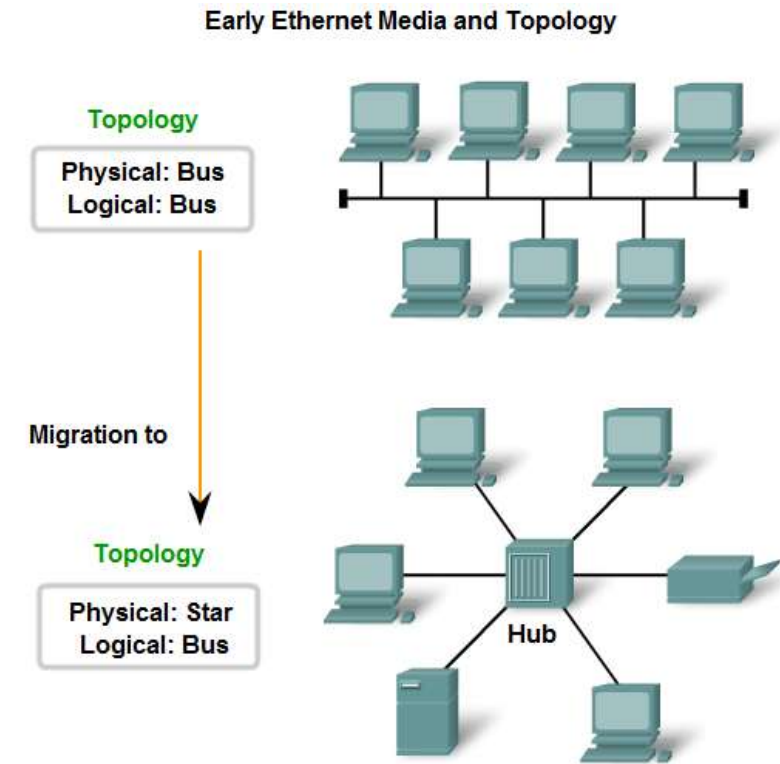 Early Ethernet Media and Topology
Topology
Physical: Bus
Logical: Bus
Migration to
Topology
Physical: Star
Logical: Bus
Hub